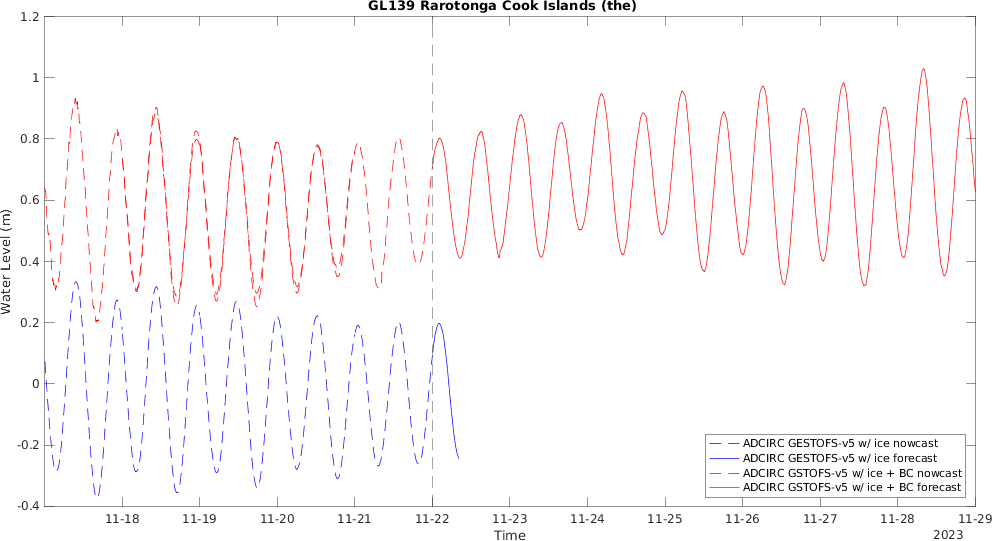 GL139 Rarotonga Cook Islands (the)
1.2
1
0.8
0.6
0.4
0.2
0
-0.2
-0.4
Water Level (m)
ADCIRC GESTOFS-v5 w/ ice nowcast
ADCIRC GESTOFS-v5 w/ ice forecast
ADCIRC GSTOFS-v5 w/ ice + BC nowcast
ADCIRC GSTOFS-v5 w/ ice + BC forecast
11-18 11-19 11-20 11-21 11-22 11-23 11-24 11-25 11-26 11-27 11-28 11-29
Time
2023